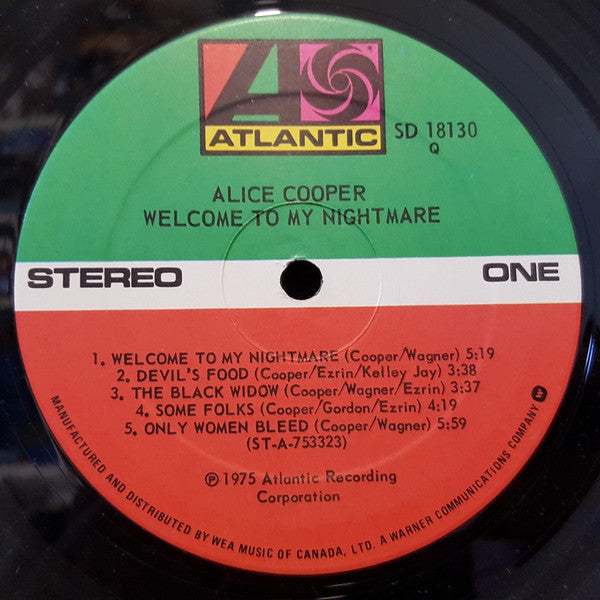 ATLANTIC
SD 18130
Q
ALICE COOPER
WELCOME TO MY NIGHTMARE
STEREO
ONE
1. WELCOME TO MY NIGHTMARE (Cooper/Wagner) 5:19
2. DEVIL'S FOOD (Cooper/Ezrin/Kelley Jay) 3:38
3. THE BLACK WIDOW (Cooper/Wagner/Ezrin) 3:37
4. SOME FOLKS (Cooper/Gordon/Ezrin) 4:19
5. ONLY WOMEN BLEED (Cooper/Wagner) 5:59
(ST-A-753323)
℗ 1975 Atlantic Recording
Corporation
MANUFACTURED AND DISTRIBUTED BY WEA MUSIC OF CANADA, LTD. A WARNER COMMUNICATIONS COMPANY